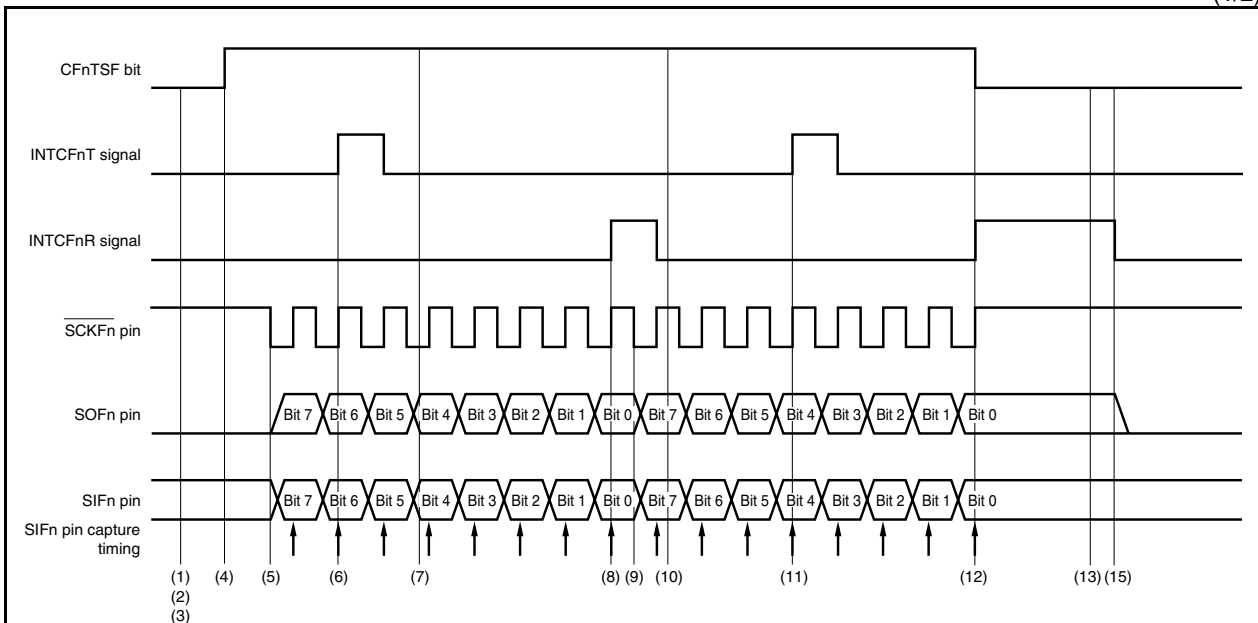 CFnTSF bit
INTCFnT signal
INTCFnR signal
SCKFn pin
SOFn pin Bit 7 Bit 6 Bit 5 Bit 4 Bit 3 Bit 2 Bit 1 Bit 0 Bit 7 Bit 6 Bit 5 Bit 4 Bit 3 Bit 2 Bit 1 Bit 0
SIFn pin Bit 7 Bit 6 Bit 5 Bit 4 Bit 3 Bit 2 Bit 1 Bit 0 Bit 7 Bit 6 Bit 5 Bit 4 Bit 3 Bit 2 Bit 1 Bit 0
SIFn pin capture
timing
(1) (4) (5) (6) (7) (8) (9) (10) (11) (12) (13) (15)
(2)
(3)